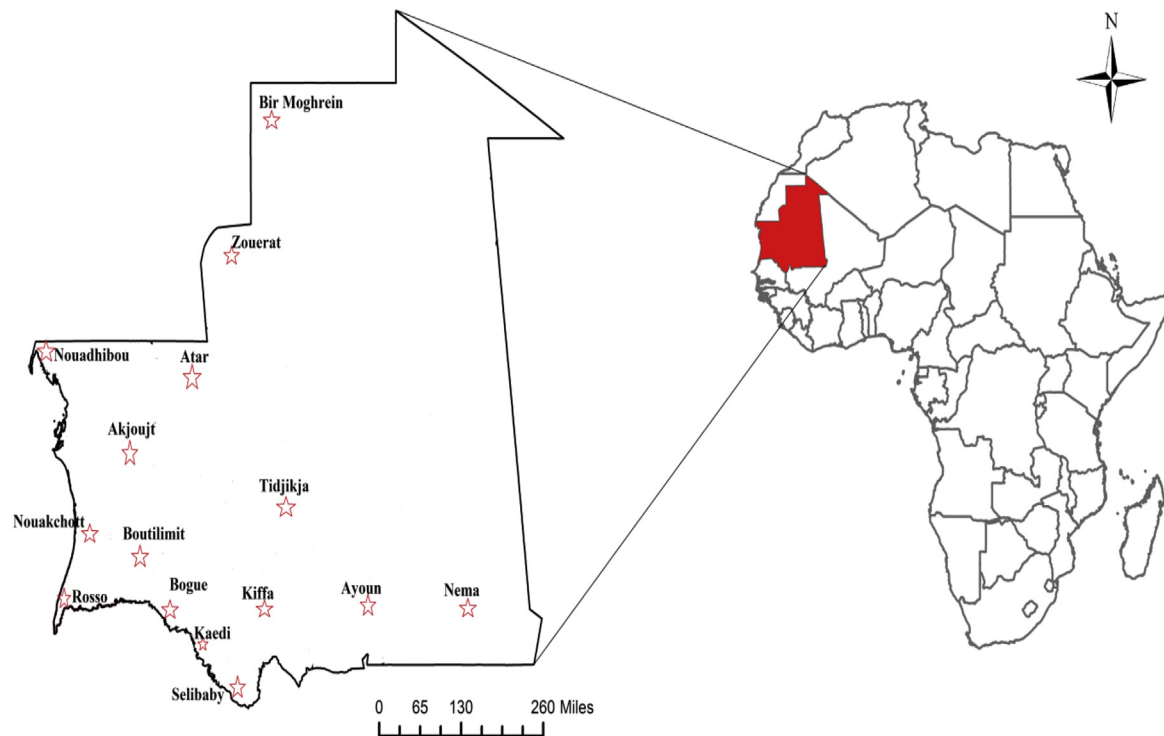 N
Bir Moghrein
Zouerat
Nouadhibou
Atar
Akjoujt
Tidjikja
Nouakchott
Boutilimit
Rosso
Bogue
Kiffa
Ayoun
Nema
Kaedi
Selibaby
0 65 130 260 Miles